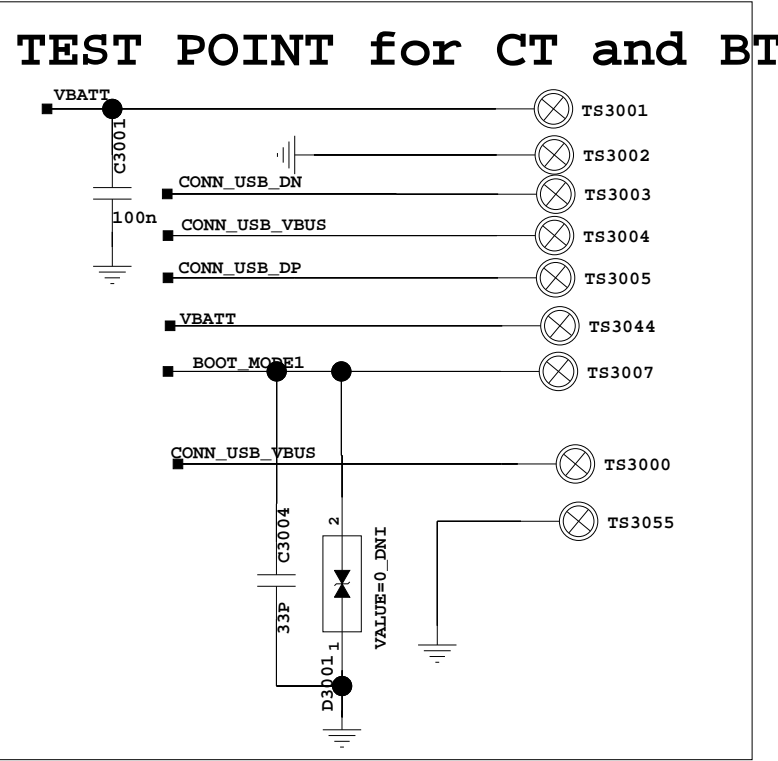 TEST POINT for CT and BT
VBATT
TS3001
C3001
100n
TS3002
CONN_USB_DN
TS3003
CONN_USB_VBUS
TS3004
CONN_USB_DP
TS3005
VBATT
TS3044
BOOT_MODE1
TS3007
CONN_USB_VBUS
TS3000
TS3055
C3004
33P
2
VALUE=0_DNI
1
D3001